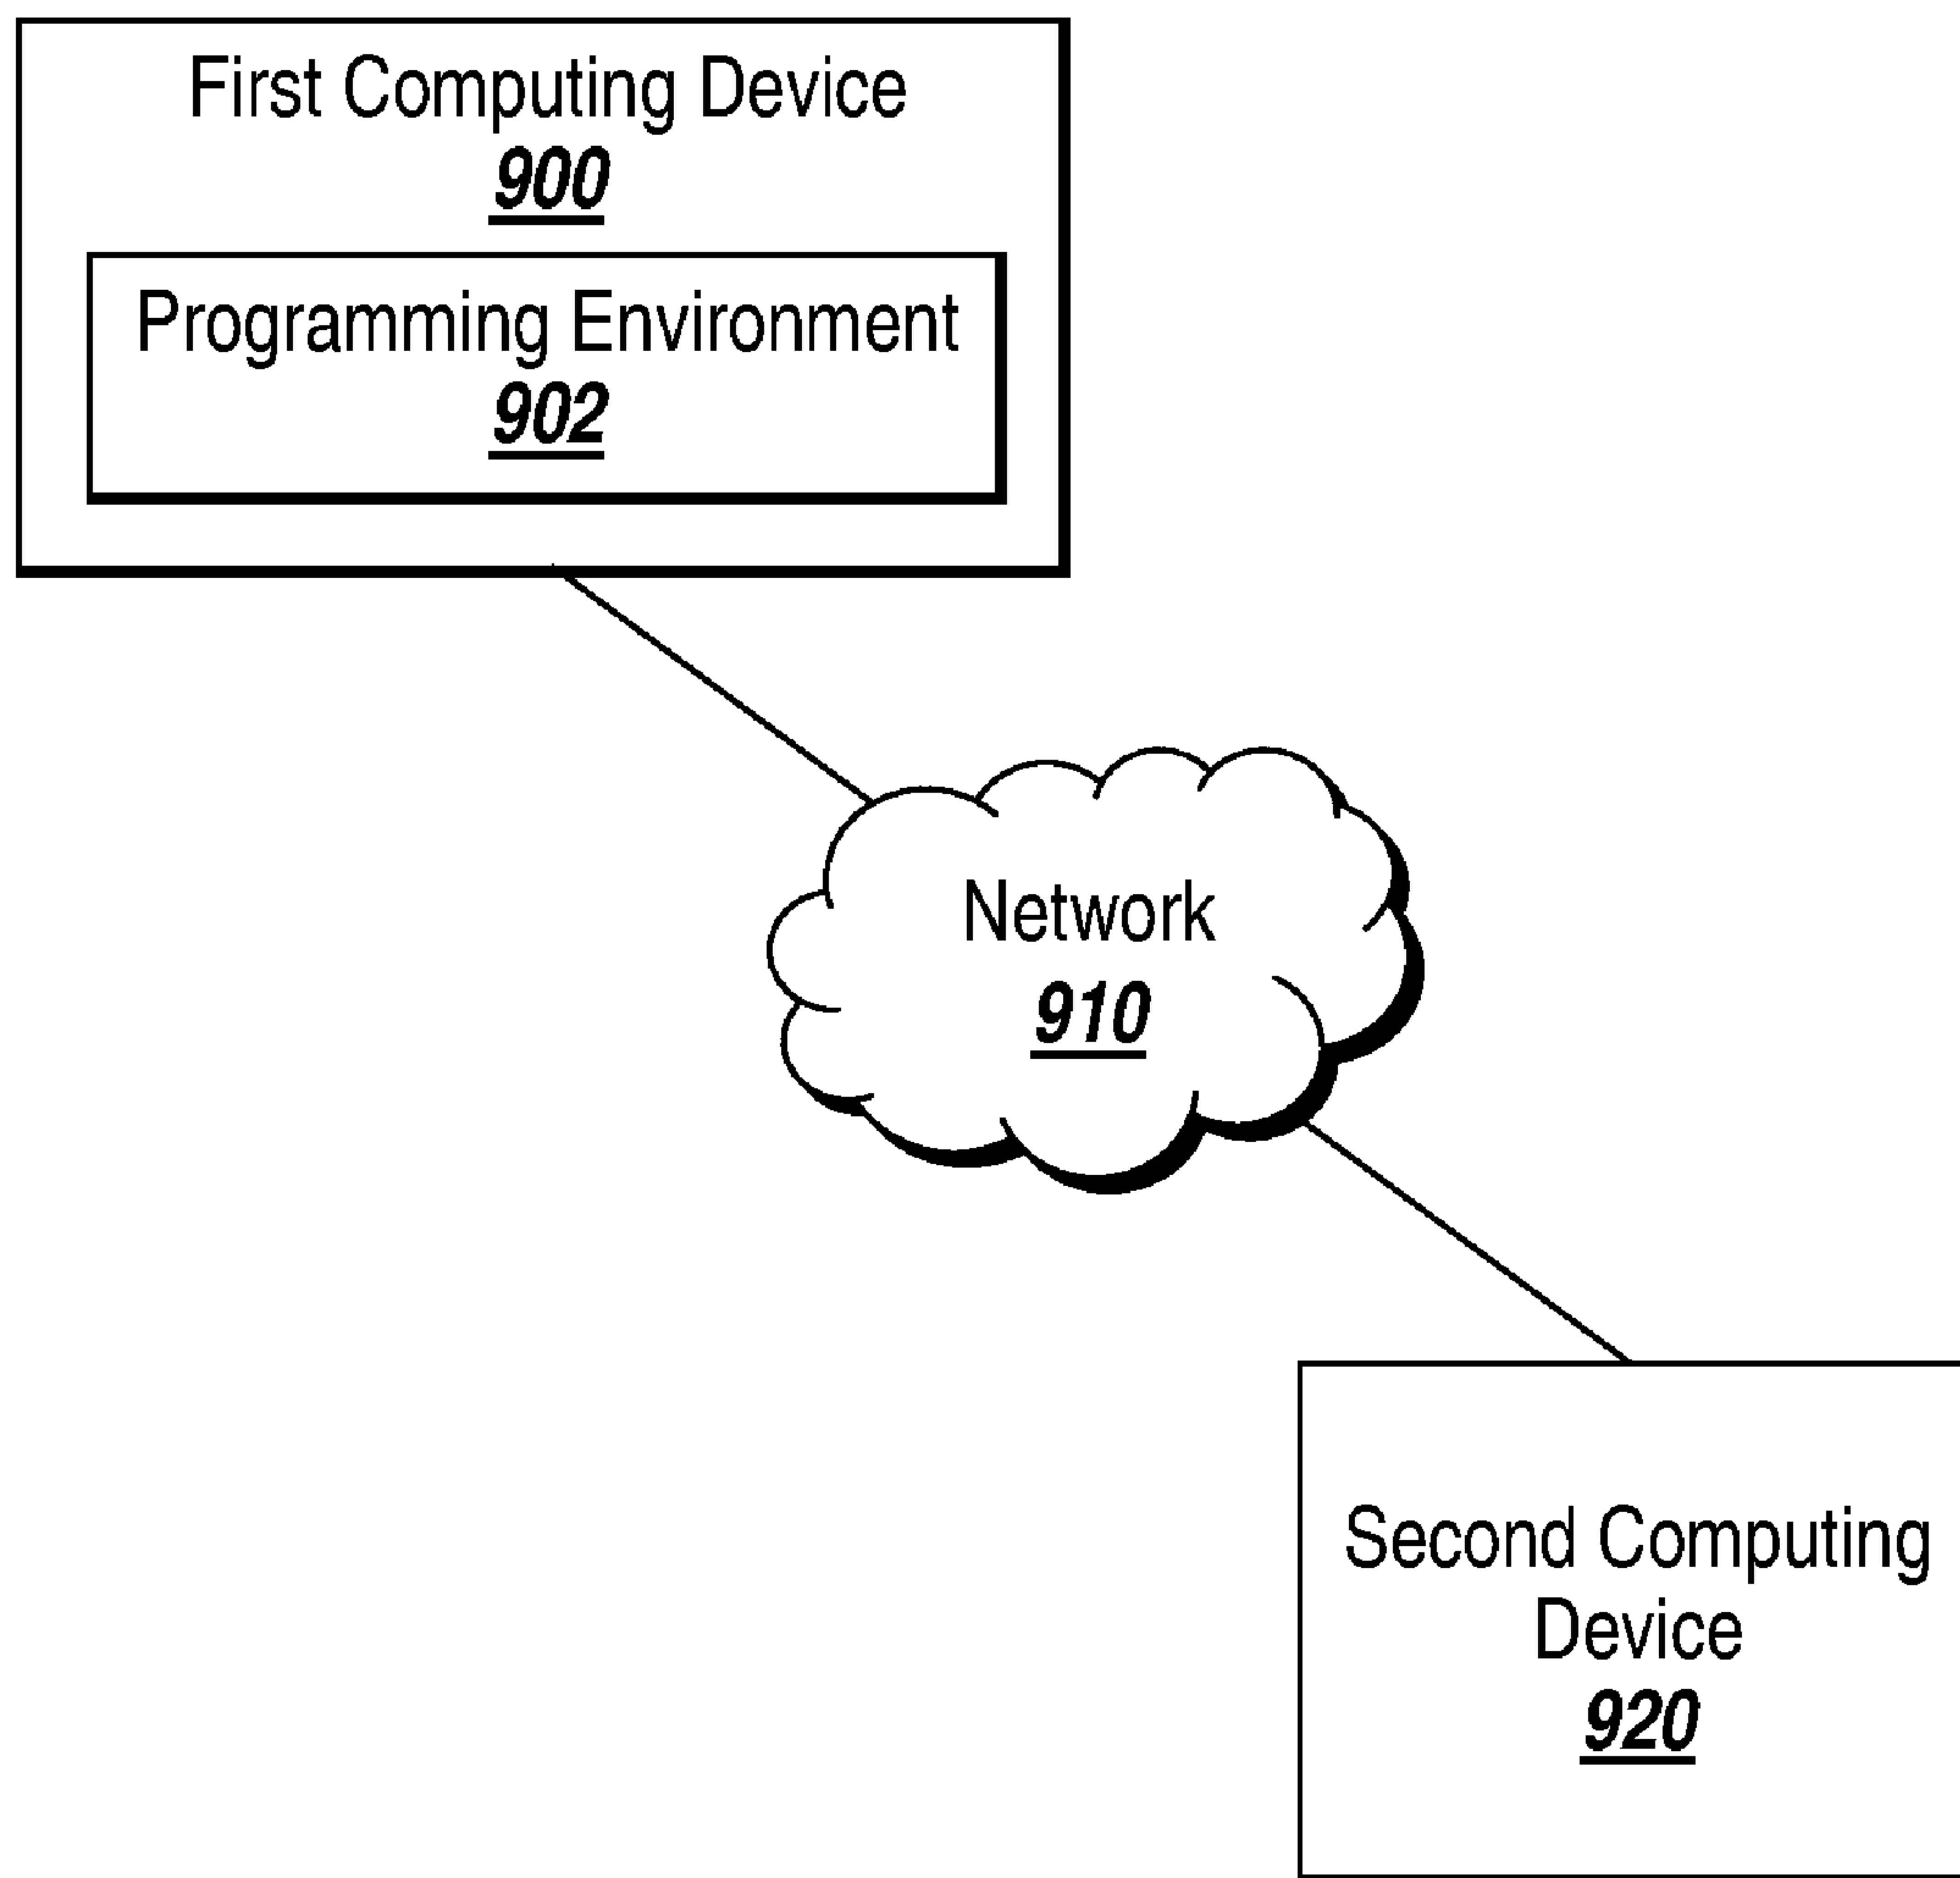 First Computing Device
900
Programming Environment
902
Network
910
Second Computing
Device
920